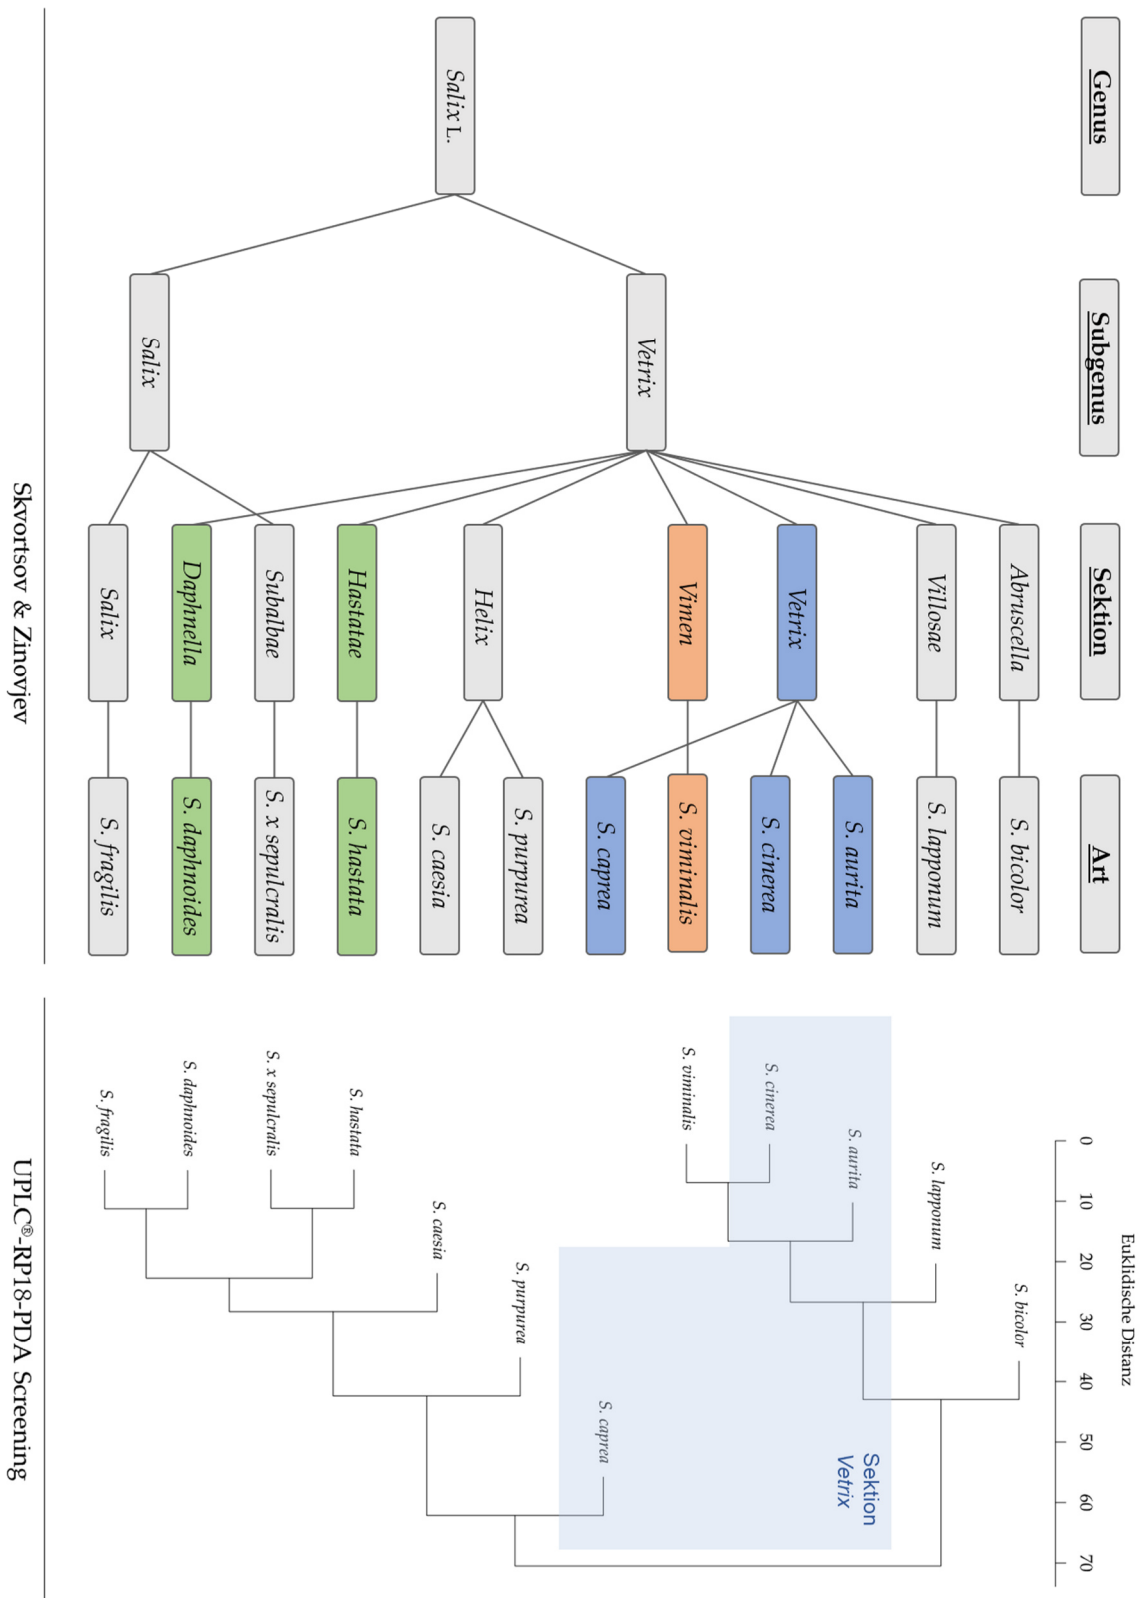 Genus
Subgenus
Sektion
Art
Salix L.
Vetrix
Salix
Abruscella
Villosae
Vetrix
Vimen
Helix
Hastatae
Subalbae
Daphnella
Salix
S. bicolor
S. lapponum
S. aurita
S. cinerea
S. viminalis
S. caprea
S. purpurea
S. caesia
S. hastata
S. x sepulcralis
S. daphnoides
S. fragilis
Skvortsov & Zinovjev
Euklidische Distanz
0 10 20 30 40 50 60 70
S. bicolor
S. lapponum
S. aurita
S. cinerea
S. viminalis
S. caprea
S. purpurea
S. caesia
S. hastata
S. x sepulcralis
S. daphnoides
S. fragilis
Sektion
Vetrix
UPLC®-RP18-PDA Screening